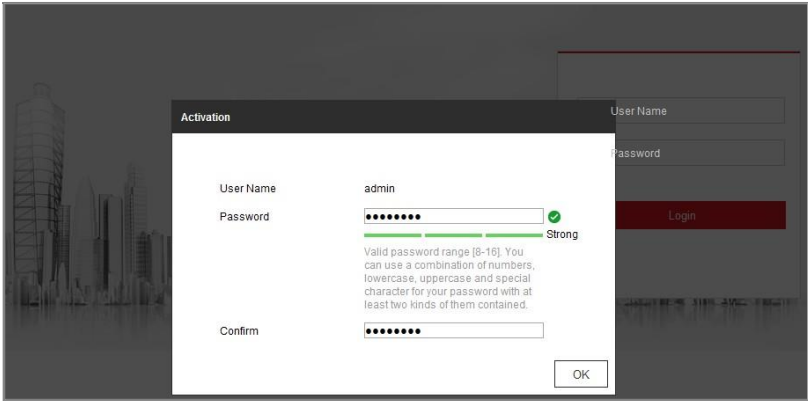 Activation
User Name
Password
Login
User Name admin
Password ●●●●●●●●
Strong
Valid password range [8-16]. You
can use a combination of numbers,
lowercase, uppercase and special
character for your password with at
least two kinds of them contained.
Confirm ●●●●●●●●
OK